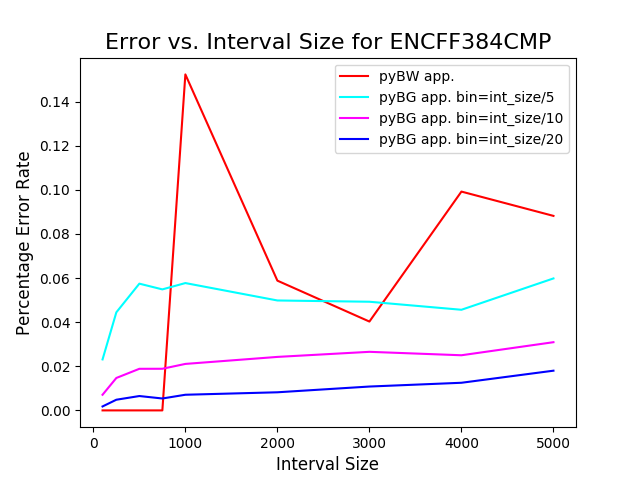 Error vs. Interval Size for ENCFF384CMP
pyBW app.
pyBG app. bin=int_size/5
pyBG app. bin=int_size/10
pyBG app. bin=int_size/20
Percentage Error Rate
0.14
0.12
0.10
0.08
0.06
0.04
0.02
0.00
0 1000 2000 3000 4000 5000
Interval Size